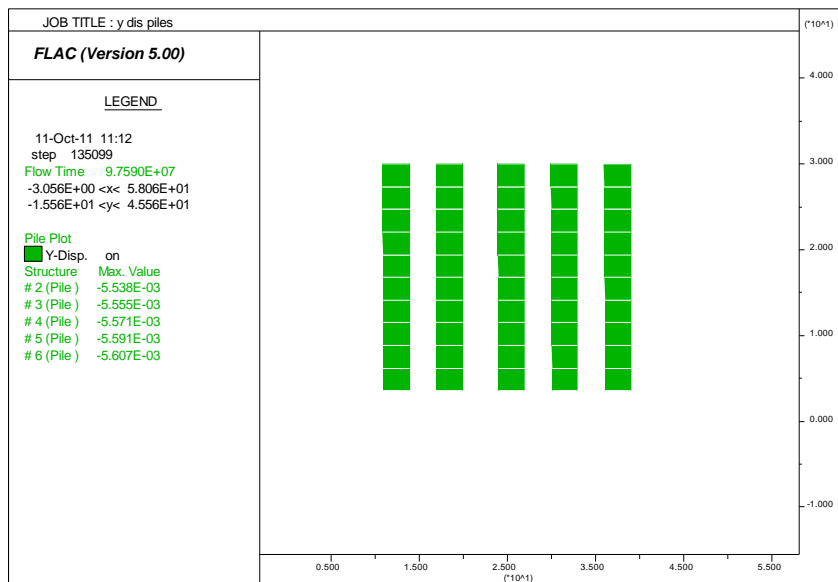 JOB TITLE : y dis piles
FLAC (Version 5.00)
LEGEND
11-Oct-11 11:12
step 135099
Flow Time 9.7590E+07
-3.056E+00 <x< 5.806E+01
-1.556E+01 <y< 4.556E+01
Pile Plot
Y-Disp. on
Structure Max. Value
# 2 (Pile ) -5.538E-03
# 3 (Pile ) -5.555E-03
# 4 (Pile ) -5.571E-03
# 5 (Pile ) -5.591E-03
# 6 (Pile ) -5.607E-03
(*10^1)
4.000
3.000
2.000
1.000
0.000
-1.000
0.500 1.500 2.500 3.500 4.500 5.500
(*10^1)